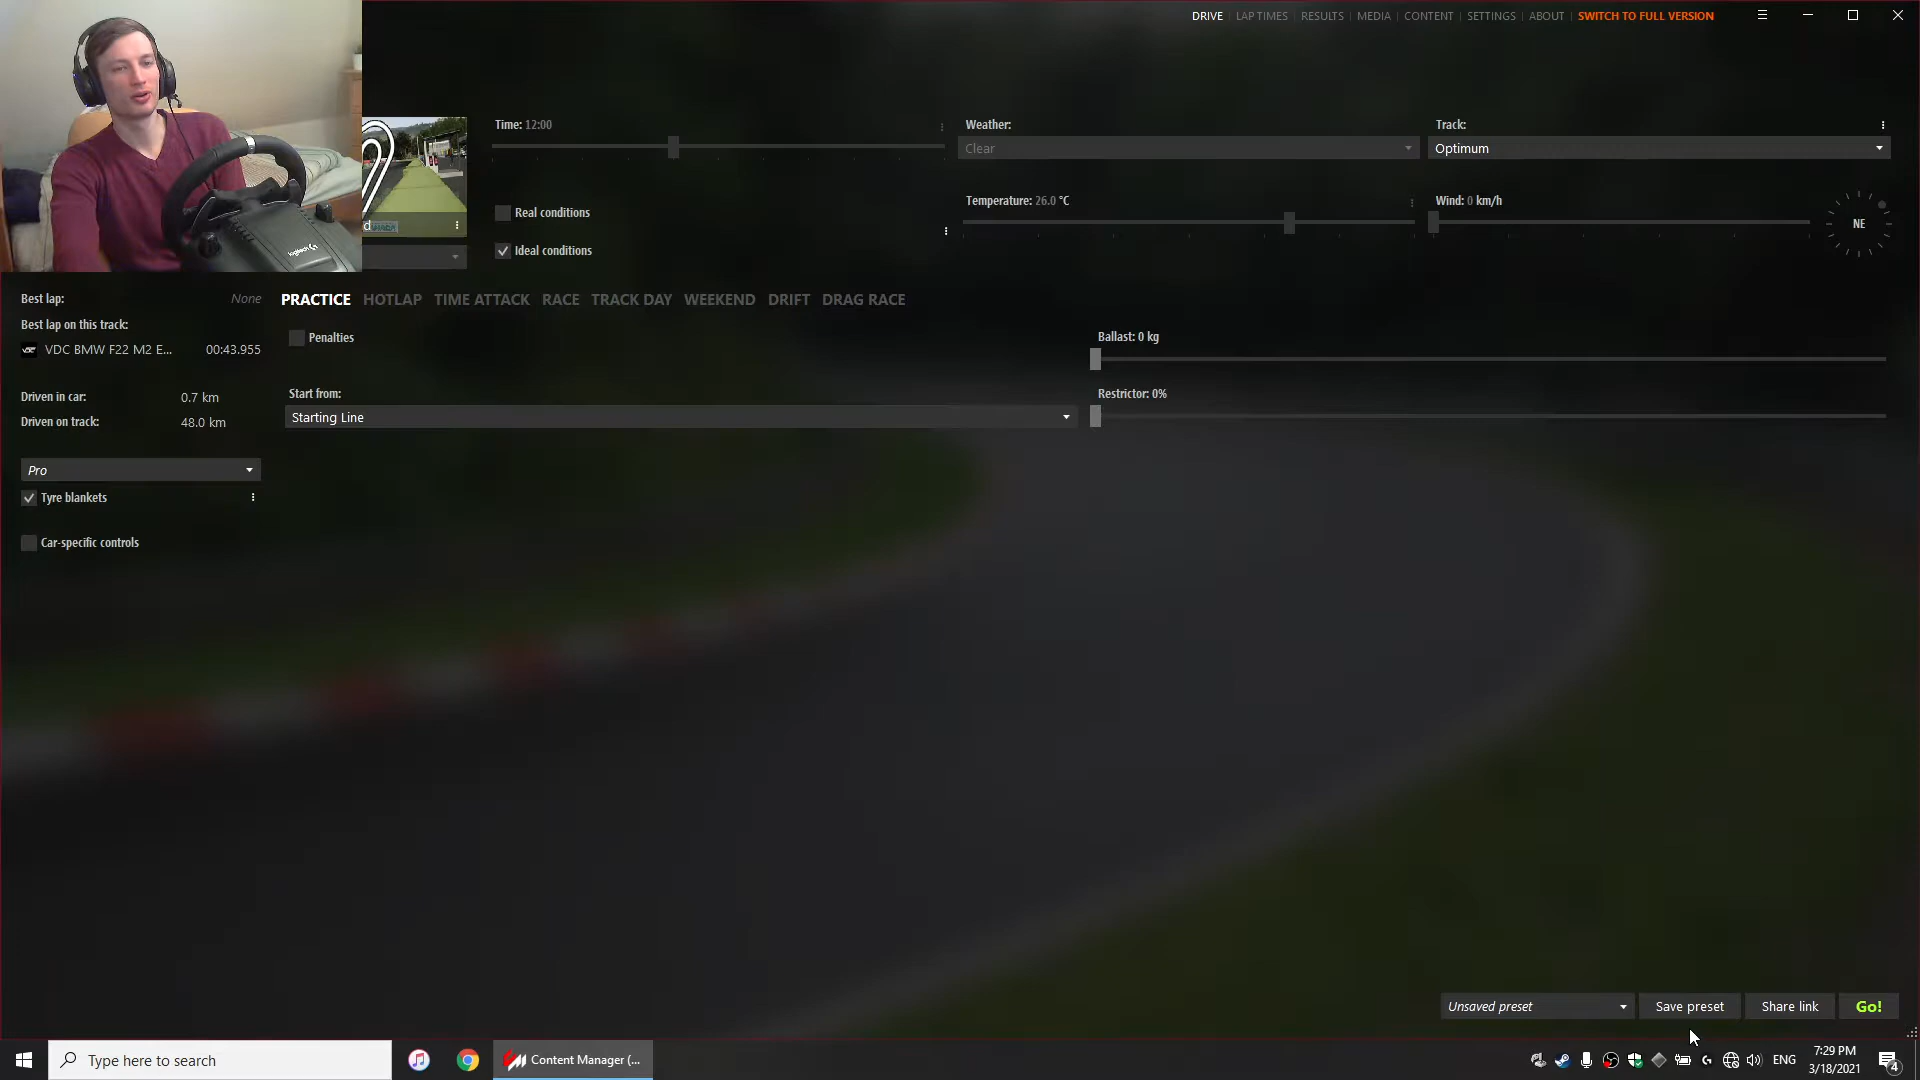 DRIVE | LAP TIMES | RESULTS | MEDIA | CONTENT | SETTINGS | ABOUT | SWITCH TO FULL VERSION
Time: 12:00
Weather:
Track:
Clear
Optimum
Real conditions
Temperature: 26.0 °C
Wind: 0 km/h
NE
Ideal conditions
logitech G
Best lap: None
PRACTICE HOTLAP TIME ATTACK RACE TRACK DAY WEEKEND DRIFT DRAG RACE
Best lap on this track:
VDC BMW F22 M2 E... 00:43.955
Penalties
Ballast: 0 kg
Driven in car: 0.7 km
Start from:
Restrictor: 0%
Driven on track: 48.0 km
Starting Line
Pro
Tyre blankets
Car-specific controls
Unsaved preset
Save preset
Share link
Go!
Type here to search
Content Manager (...
ENG
7:29 PM
3/18/2021
4